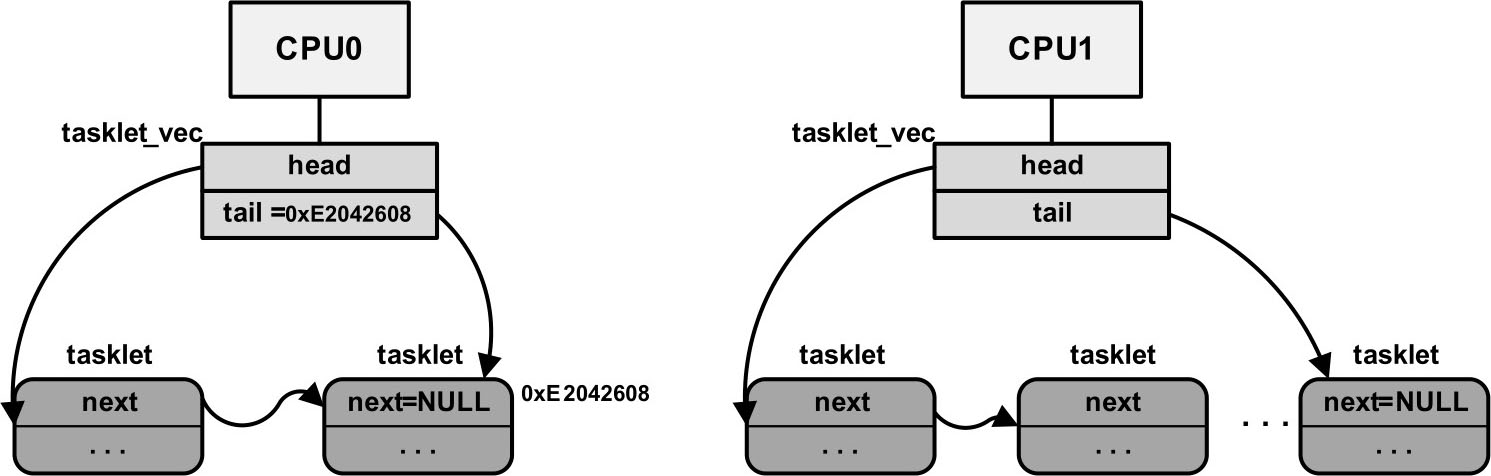 CPU0
CPU1
tasklet_vec
tasklet_vec
head
head
tail =0xE2042608
tail
tasklet
tasklet
tasklet
tasklet
tasklet
next
next=NULL
0xE2042608
next
next
next=NULL
. . .
. . .
. . .
. . .
. . .
. . .